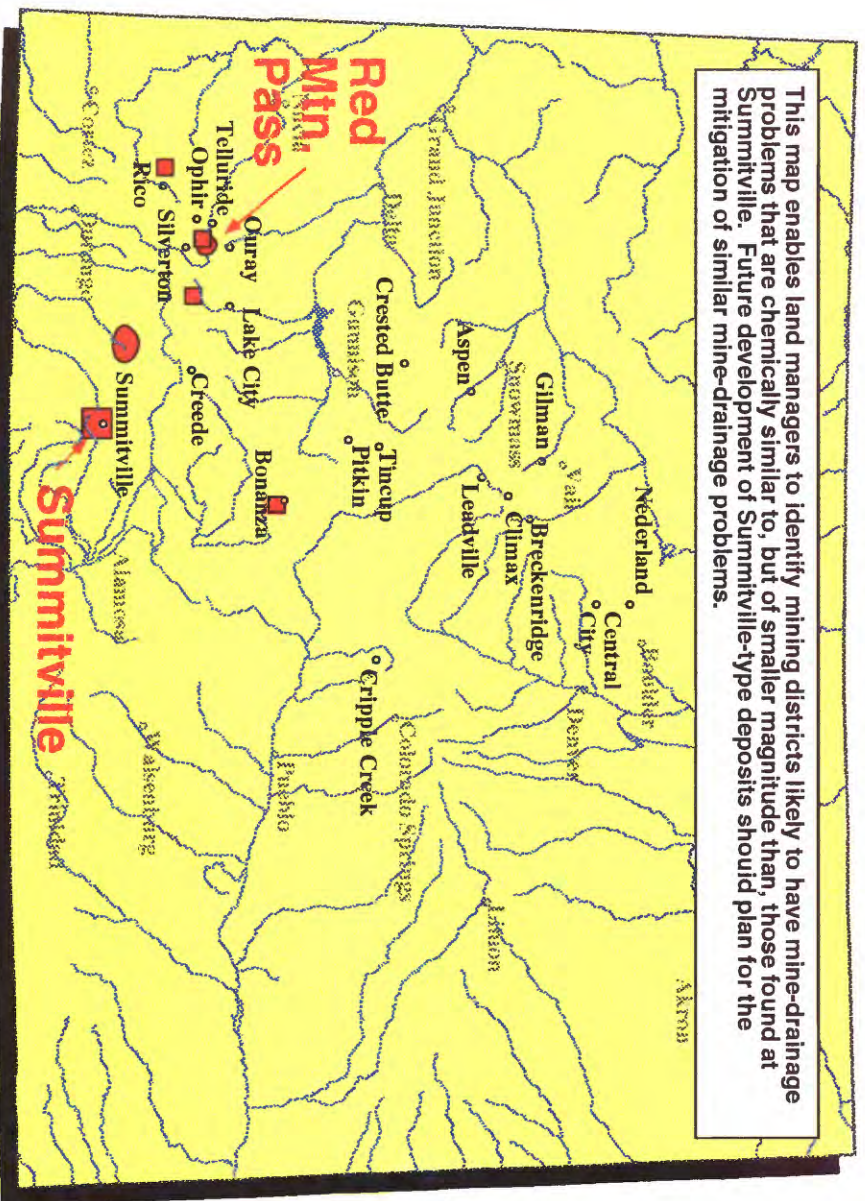 This map enables land managers to identify mining districts likely to have mine-drainage
problems that are chemically similar to, but of smaller magnitude than, those found at
Summitville. Future development of Summitville-type deposits should plan for the
mitigation of similar mine-drainage problems.
Akron
Boulder
Nederland
Central
City
Denver
Vail
Gilman
Breckenridge
Climax
Limon
Snowmass
Aspen
Leadville
Grand Junction
Colorado Springs
Delta
Crested Butte
Tincup
Pitkin
Cripple Creek
Gunnison
Red
Mtn.
Pass
Pueblo
Ouray
Lake City
Bonanza
Telluride
Ophir
Silverton
Creede
Walsenburg
Rico
Summitville
Alamosa
Cortez
Durango
Summitville
Trinidad